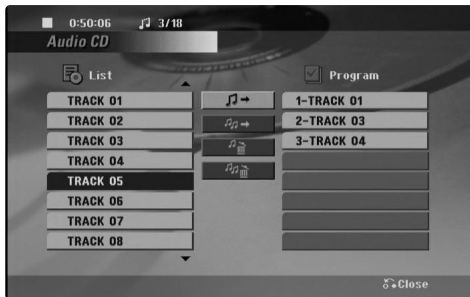 0:50:06 3/18
Audio CD
List
Program
TRACK 01
TRACK 02
TRACK 03
TRACK 04
TRACK 05
TRACK 06
TRACK 07
TRACK 08
1-TRACK 01
2-TRACK 03
3-TRACK 04
Close